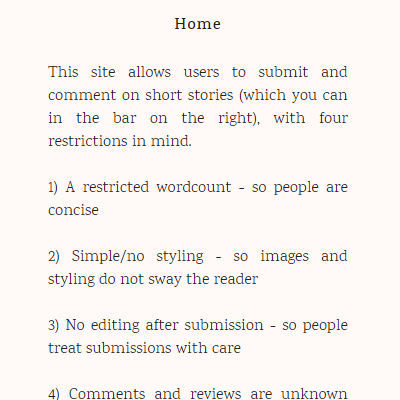 Home
This site allows users to submit and
comment on short stories (which you can
in the bar on the right), with four
restrictions in mind.
1) A restricted wordcount - so people are
concise
2) Simple/no styling - so images and
styling do not sway the reader
3) No editing after submission - so people
treat submissions with care
4) Comments and reviews are unknown